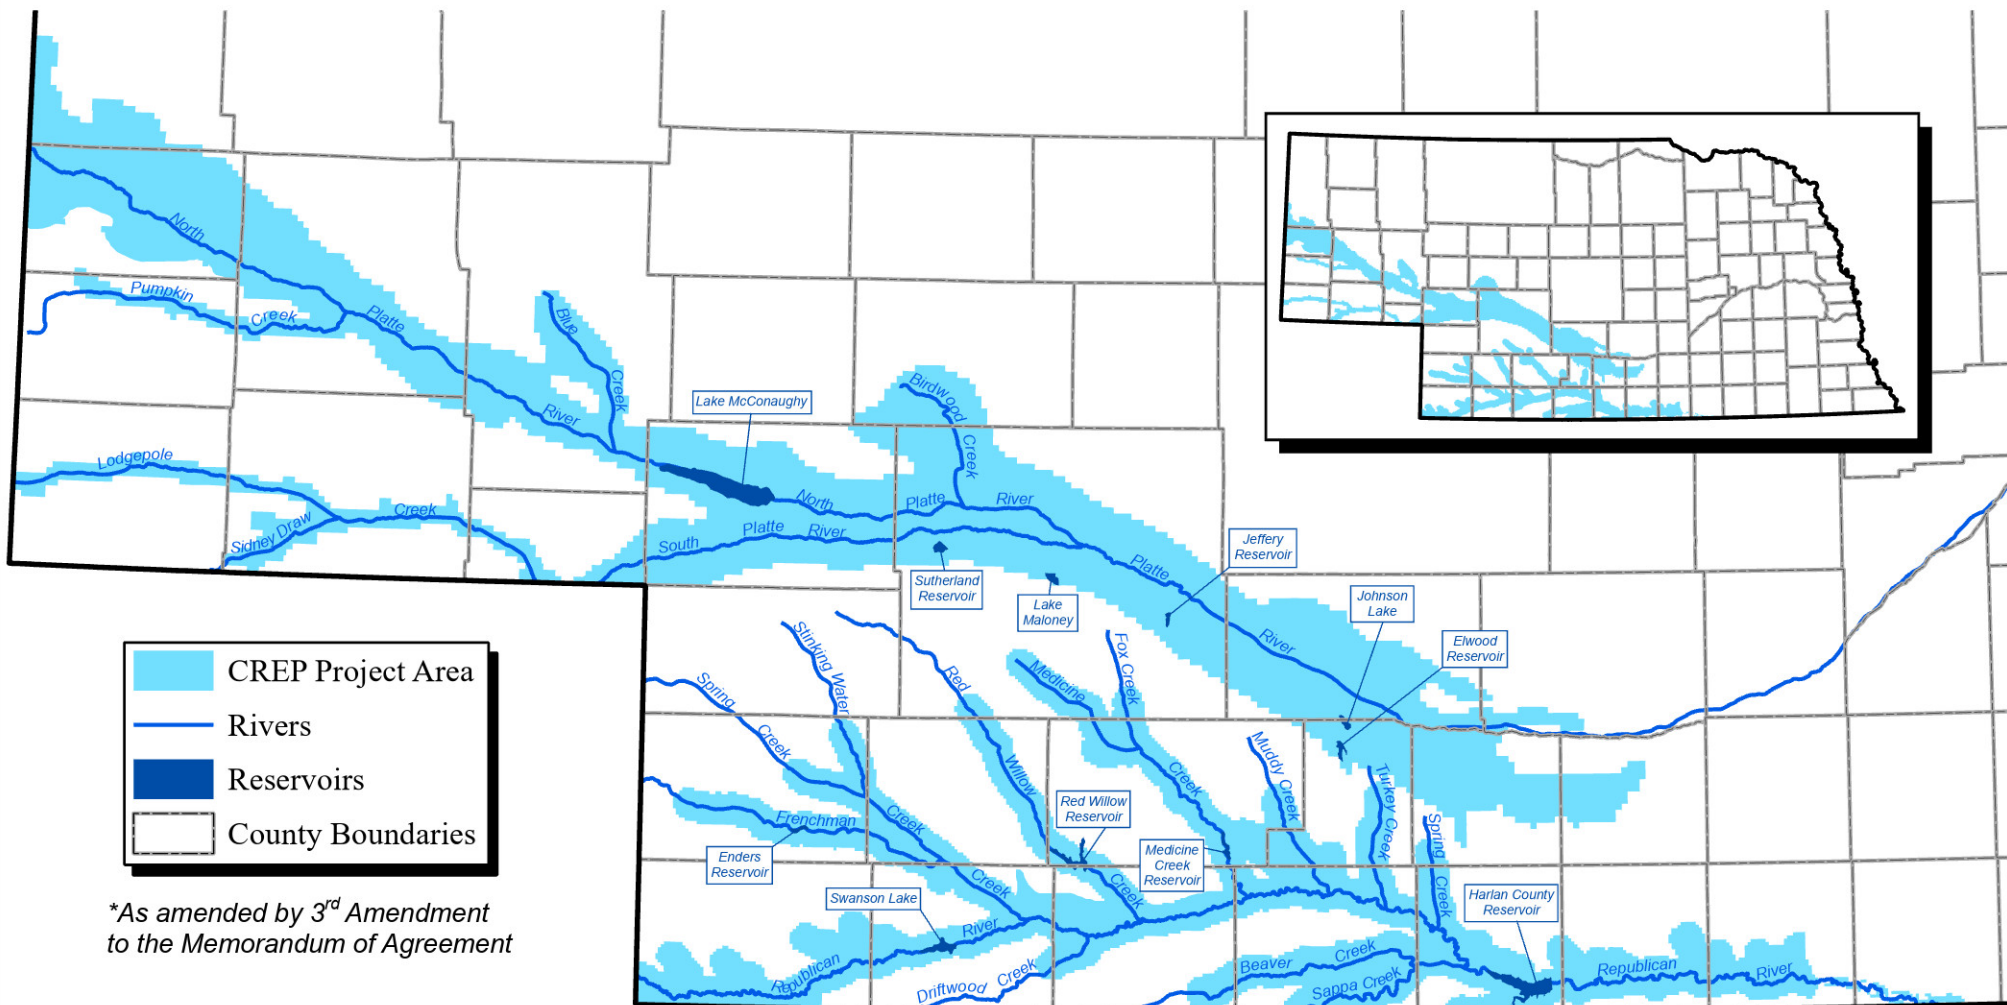 North
Platte
River
Pumpkin
Creek
Blue
Creek
Lodgepole
Creek
Sidney Draw
Lake McConaughy
Birdwood
Creek
North
Platte
River
South
Platte
River
Sutherland
Reservoir
Lake
Maloney
Jeffery
Reservoir
Platte
River
Johnson
Lake
Elwood
Reservoir
CREP Project Area
Rivers
Reservoirs
County Boundaries
*As amended by 3rd Amendment
to the Memorandum of Agreement
Spring
Creek
Stinking Water
Creek
Red
Willow
Creek
Medicine
Creek
Fox Creek
Muddy Creek
Turkey Creek
Spring
Creek
Frenchman
Creek
Enders
Reservoir
Red Willow
Reservoir
Medicine
Creek
Reservoir
Swanson Lake
Harlan County
Reservoir
Republican
River
Driftwood
Creek
Beaver
Creek
Sappa Creek
Republican
River